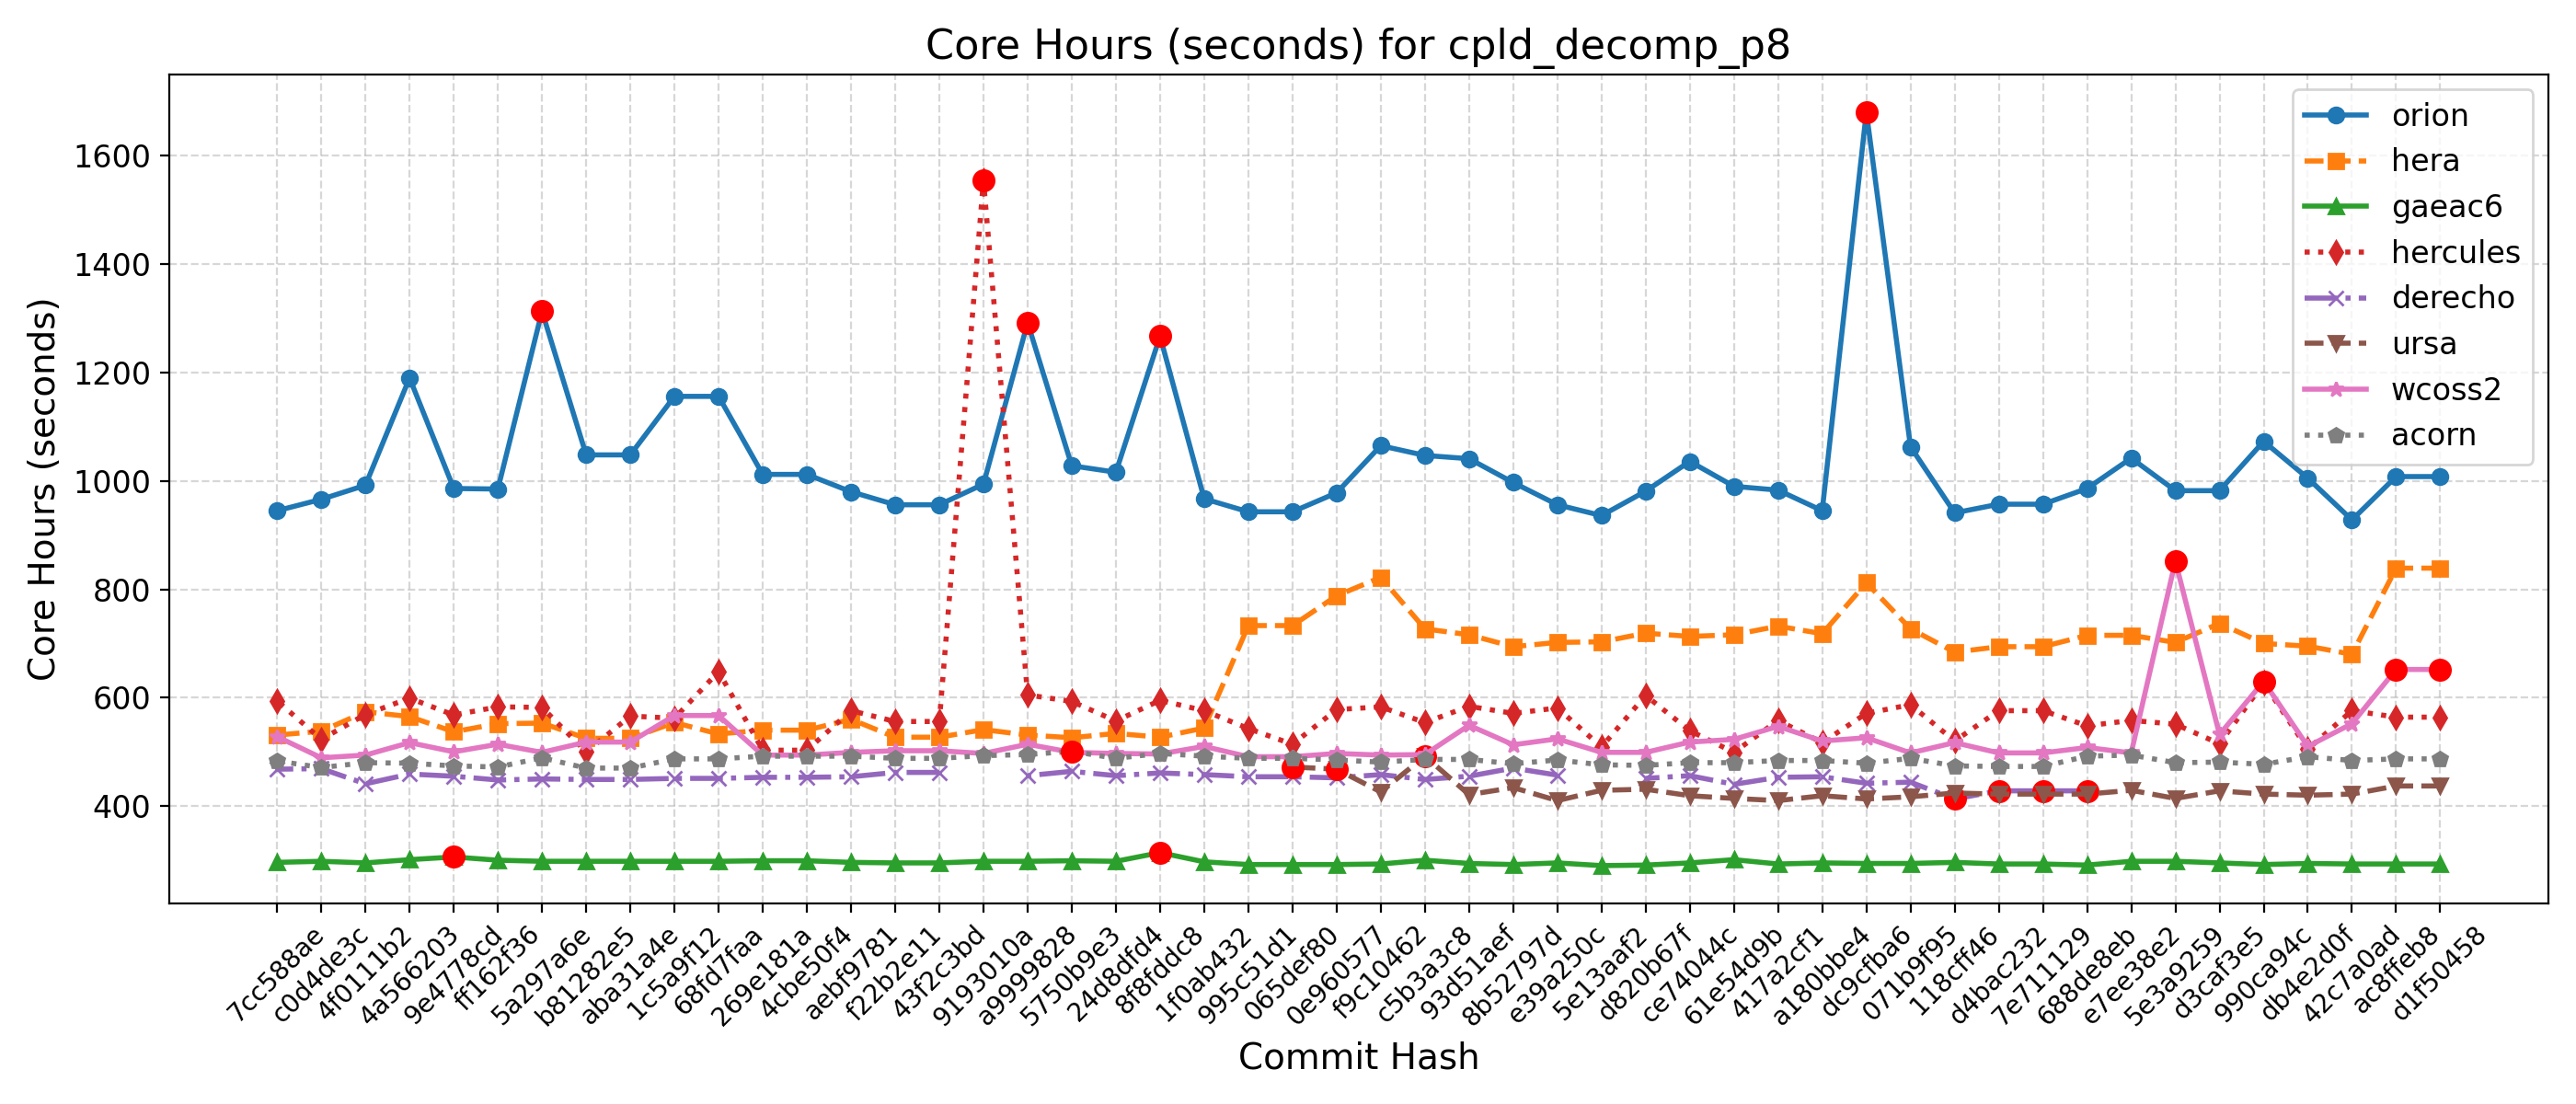 Core Hours (seconds) for cpld_decomp_p8
Core Hours (seconds)
1600
1400
1200
1000
800
600
400
orion
hera
gaeac6
hercules
derecho
ursa
wcoss2
acorn
7cc588ae
c0d4de3c
4f0111b2
4a566203
9e4778cd
ff162f36
5a297a6e
b81282e5
aba31a4e
1c5a9f12
68fd7faa
269e181a
4cbe50f4
aebf9781
f22b2e11
43f2c3bd
9193010a
a9999828
5750b9e3
24d8dfd4
8f8fddc8
1f0ab432
995c51d1
065def80
0e960577
f9c10462
c5b3a3c8
93d51aef
8b52797d
e39a250c
5e13aaf2
d820b67f
ce74044c
61e54d9b
417a2cf1
a180bbe4
dc9cfba6
071b9f95
118cff46
d4bac232
7e711129
688de8eb
e7ee38e2
5e3a9259
d3caf3e5
990ca94c
db4e2d0f
42c7a0ad
ac8ffeb8
d1f50458
Commit Hash